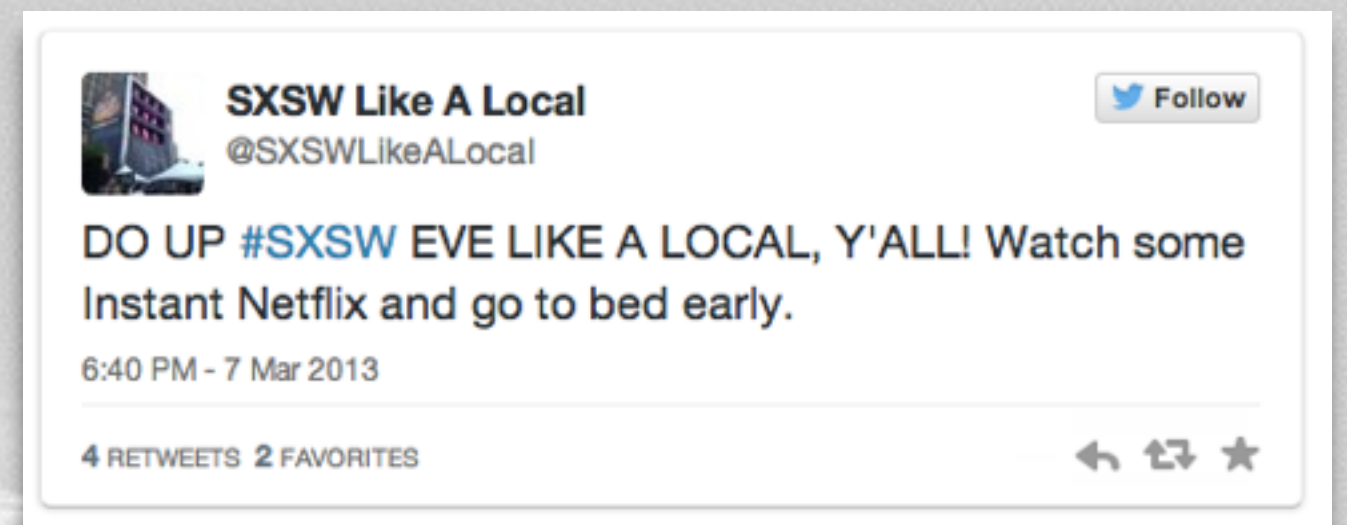 SXSW Like A Local
Follow
@SXSWLikeALocal
DO UP #SXSW EVE LIKE A LOCAL, Y'ALL! Watch some
Instant Netflix and go to bed early.
6:40 PM - 7 Mar 2013
4 RETWEETS 2 FAVORITES